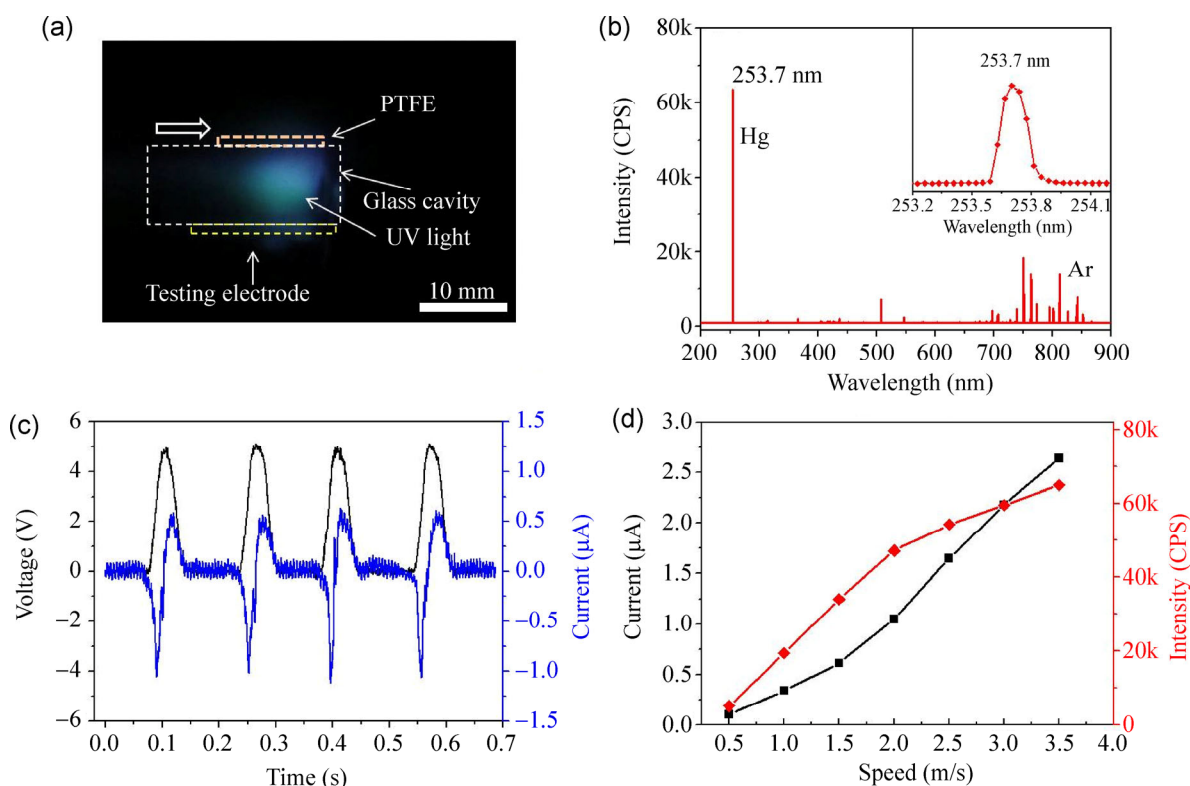 (a)
PTFE
Glass cavity
UV light
Testing electrode
10 mm
(b)
80k
60k
40k
20k
0
Intensity (CPS)
253.7 nm
Hg
Ar
253.7 nm
253.2 253.6 253.8 254.1
Wavelength (nm)
200 300 400 500 600 700 800 900
Wavelength (nm)
(c)
6
4
2
0
−2
−4
−6
Voltage (V)
1.5
1.0
0.5
0.0
−0.5
−1.0
−1.5
Current (μA)
0.0 0.1 0.2 0.3 0.4 0.5 0.6 0.7
Time (s)
(d)
3.0
2.5
2.0
1.5
1.0
0.5
0.0
Current (μA)
80k
60k
40k
20k
0
Intensity (CPS)
0.5 1.0 1.5 2.0 2.5 3.0 3.5 4.0
Speed (m/s)